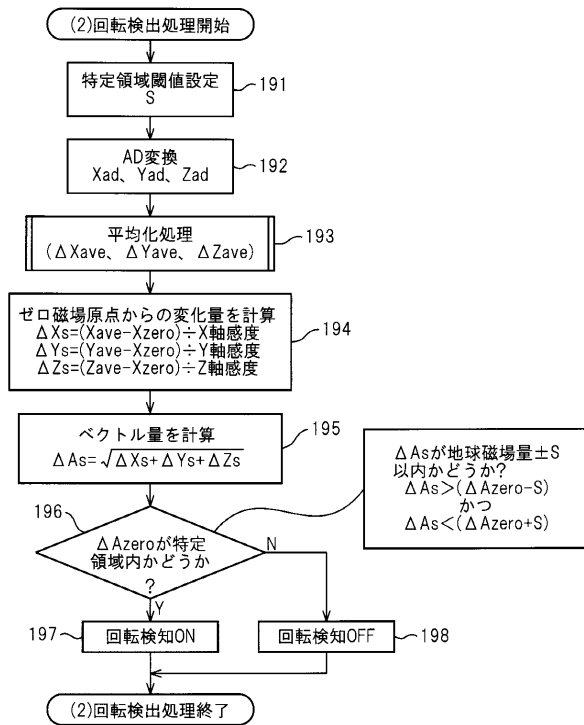 (2)回転検出処理開始
特定領域閾値設定
S
191
AD変換
Xad、Yad、Zad
192
平均化処理
(ΔXave、ΔYave、ΔZave)
193
ゼロ磁場原点からの変化量を計算
ΔXs=(Xave-Xzero)÷X軸感度
ΔYs=(Yave-Xzero)÷Y軸感度
ΔZs=(Zave-Xzero)÷Z軸感度
194
ベクトル量を計算
ΔAs=√ΔXs+ΔYs+ΔZs
195
ΔAsが地球磁場量±S
以内かどうか?
ΔAs>(ΔAzero-S)
かつ
ΔAs<(ΔAzero+S)
196
ΔAzeroが特定
領域内かどうか
?
N
Y
197
回転検知ON
回転検知OFF
198
(2)回転検出処理終了